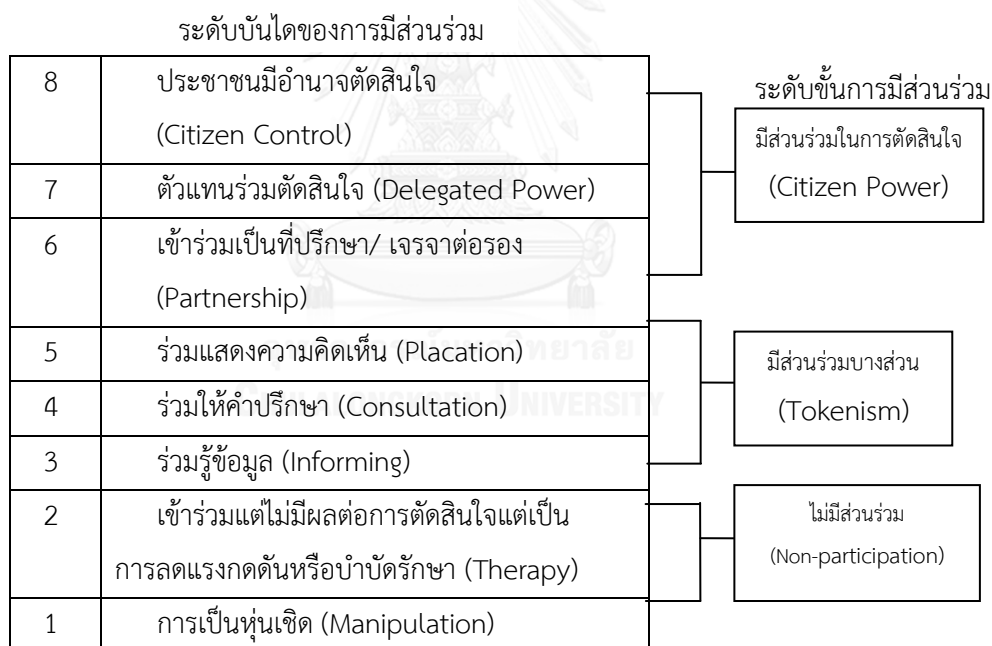 ระดับบันไดของการมีส่วนร่วม
8 ประชาชนมีอำนาจตัดสินใจ
(Citizen Control)
7 ตัวแทนร่วมตัดสินใจ (Delegated Power)
6 เข้าร่วมเป็นที่ปรึกษา/ เจรจาต่อรอง
(Partnership)
5 ร่วมแสดงความคิดเห็น (Placation)
4 ร่วมให้คำปรึกษา (Consultation)
3 ร่วมรู้ข้อมูล (Informing)
2 เข้าร่วมแต่ไม่มีผลต่อการตัดสินใจแต่เป็น
การลดแรงกดดันหรือบำบัดรักษา (Therapy)
1 การเป็นหุ่นเชิด (Manipulation)
ระดับขั้นการมีส่วนร่วม
มีส่วนร่วมในการตัดสินใจ
(Citizen Power)
มีส่วนร่วมบางส่วน
(Tokenism)
ไม่มีส่วนร่วม
(Non-participation)